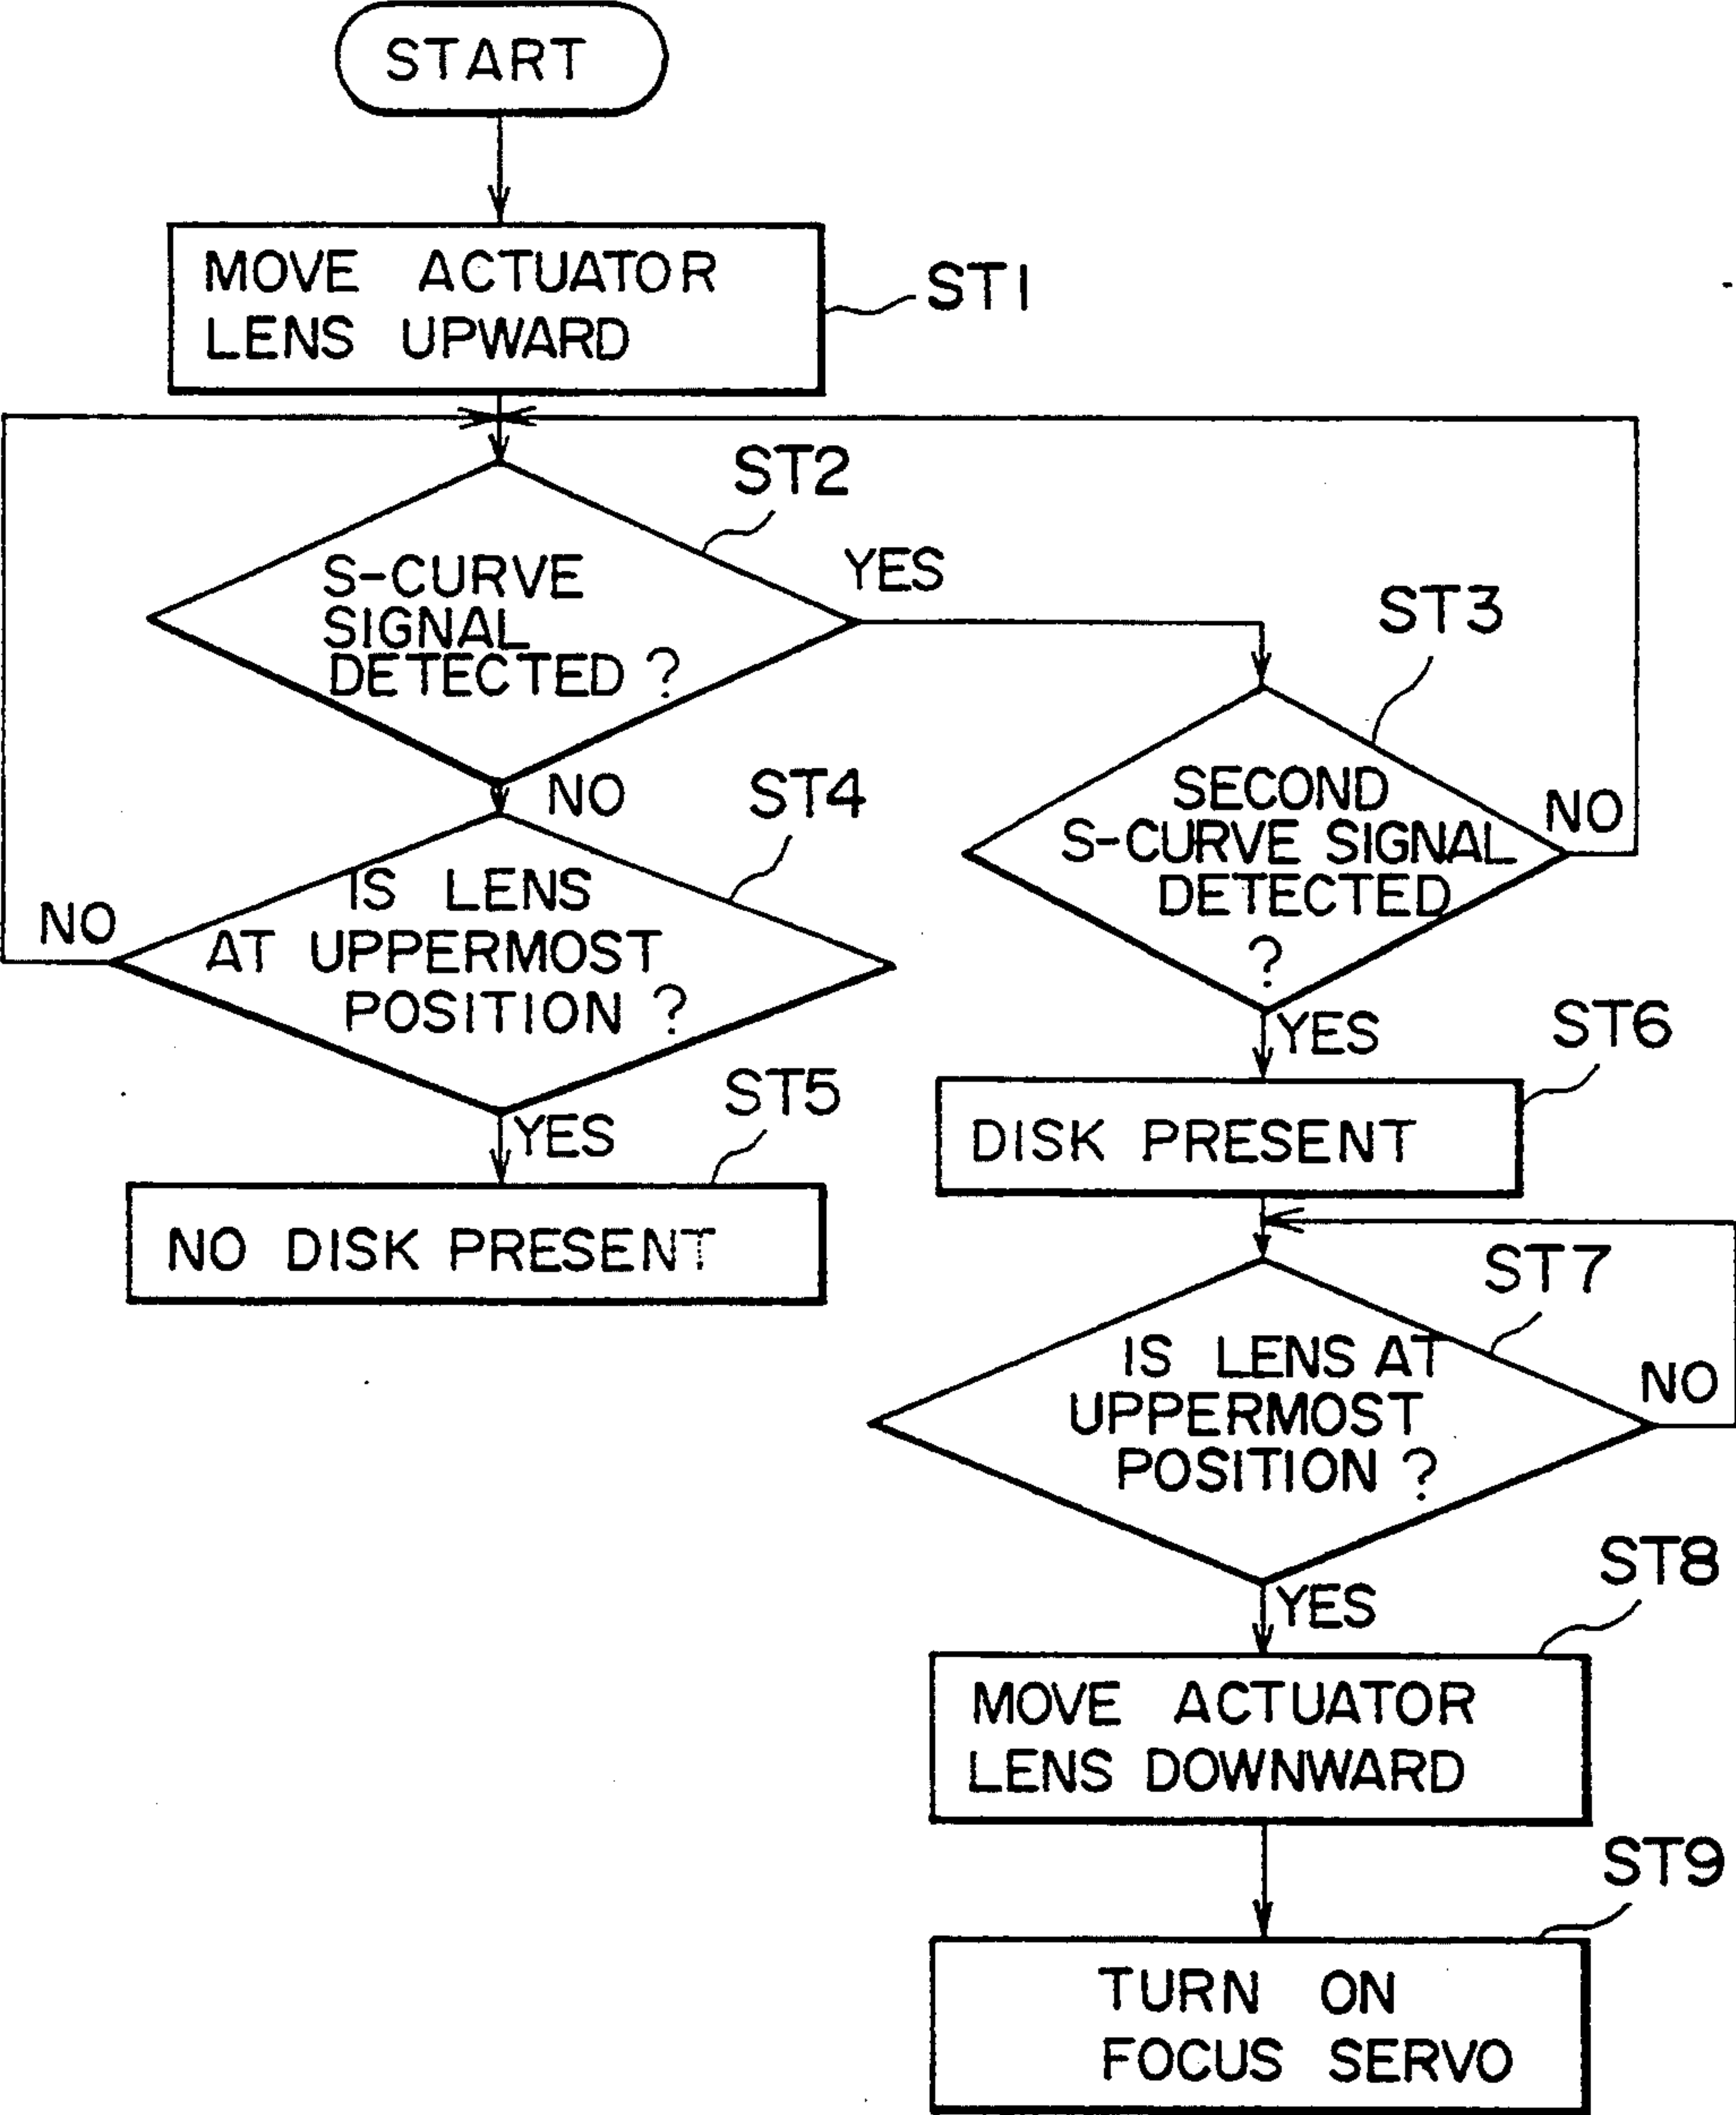 START
MOVE ACTUATOR
LENS UPWARD
ST1
ST2
S-CURVE
SIGNAL
DETECTED ?
YES
NO
ST3
SECOND
S-CURVE SIGNAL
DETECTED
?
NO
YES
ST4
IS LENS
AT UPPERMOST
POSITION ?
NO
YES
ST5
NO DISK PRESENT
ST6
DISK PRESENT
ST7
IS LENS AT
UPPERMOST
POSITION ?
NO
YES
ST8
MOVE ACTUATOR
LENS DOWNWARD
ST9
TURN ON
FOCUS SERVO